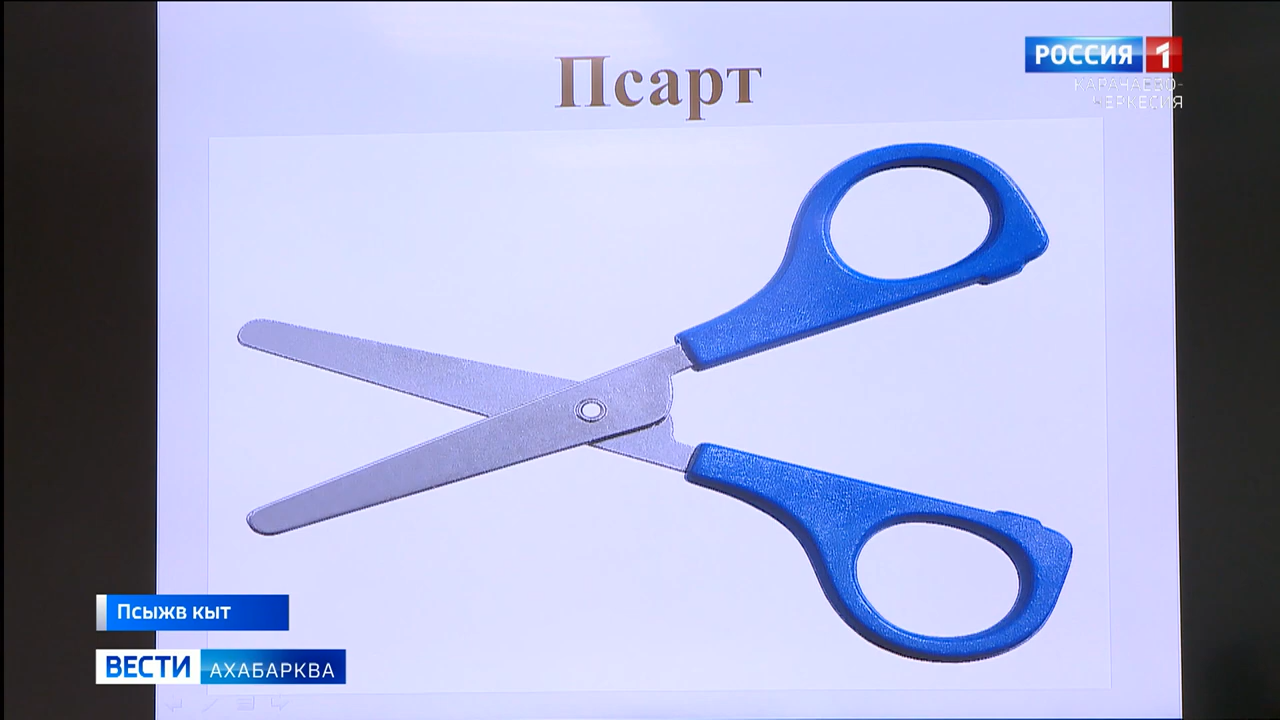 Псарт
РОССИЯ 1
КАРАЧАЕВО-
ЧЕРКЕСИЯ
Псыжв кыт
ВЕСТИ АХАБАРКВА